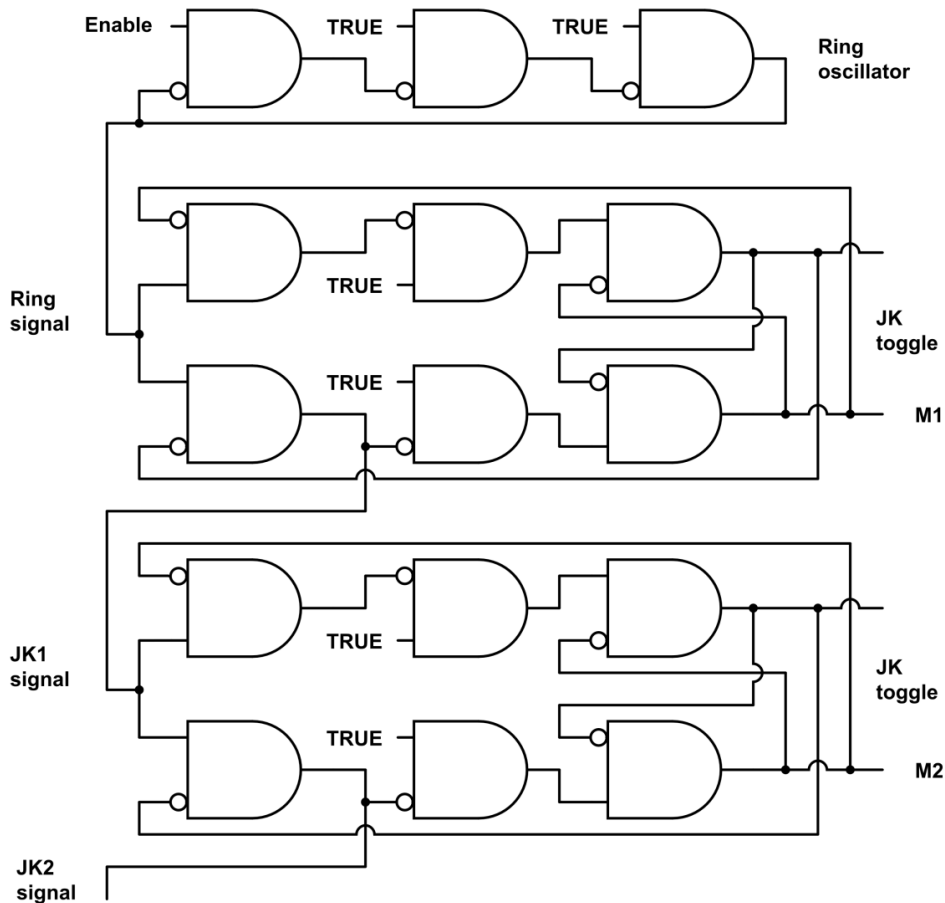 Enable
TRUE
TRUE
Ring
oscillator
TRUE
Ring
signal
JK
toggle
TRUE
M1
JK1
signal
TRUE
JK
toggle
TRUE
M2
JK2
signal